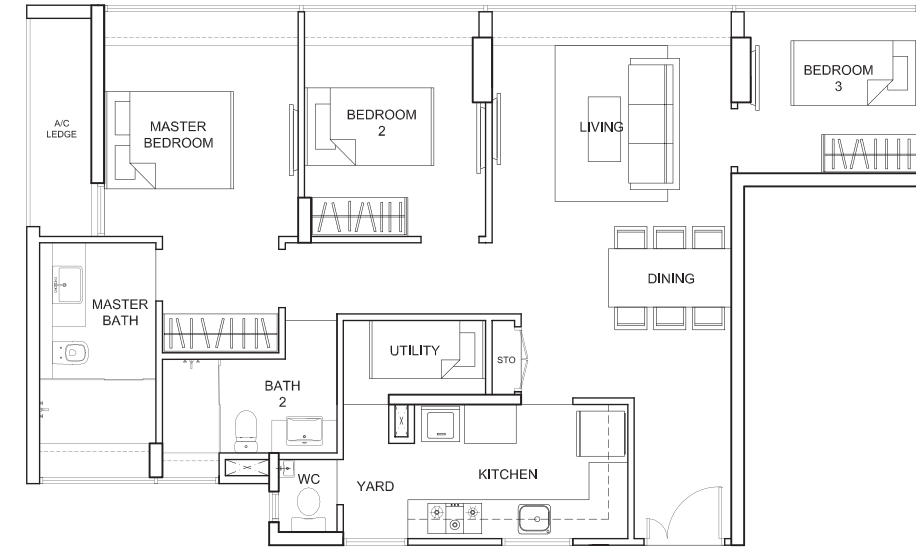 A/C
LEDGE
MASTER
BEDROOM
BEDROOM
2
LIVING
BEDROOM
3
MASTER
BATH
DINING
UTILITY
STO
BATH
2
WC
YARD
KITCHEN